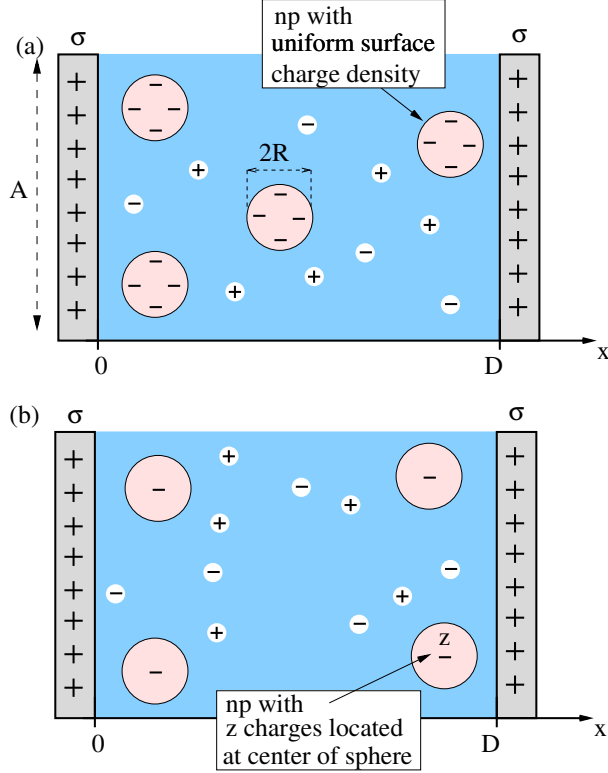 np with
uniform surface
charge density
(a)
σ
σ
2R
A
0
D
x
(b)
σ
σ
z
np with
z charges located
at center of sphere
0
D
x